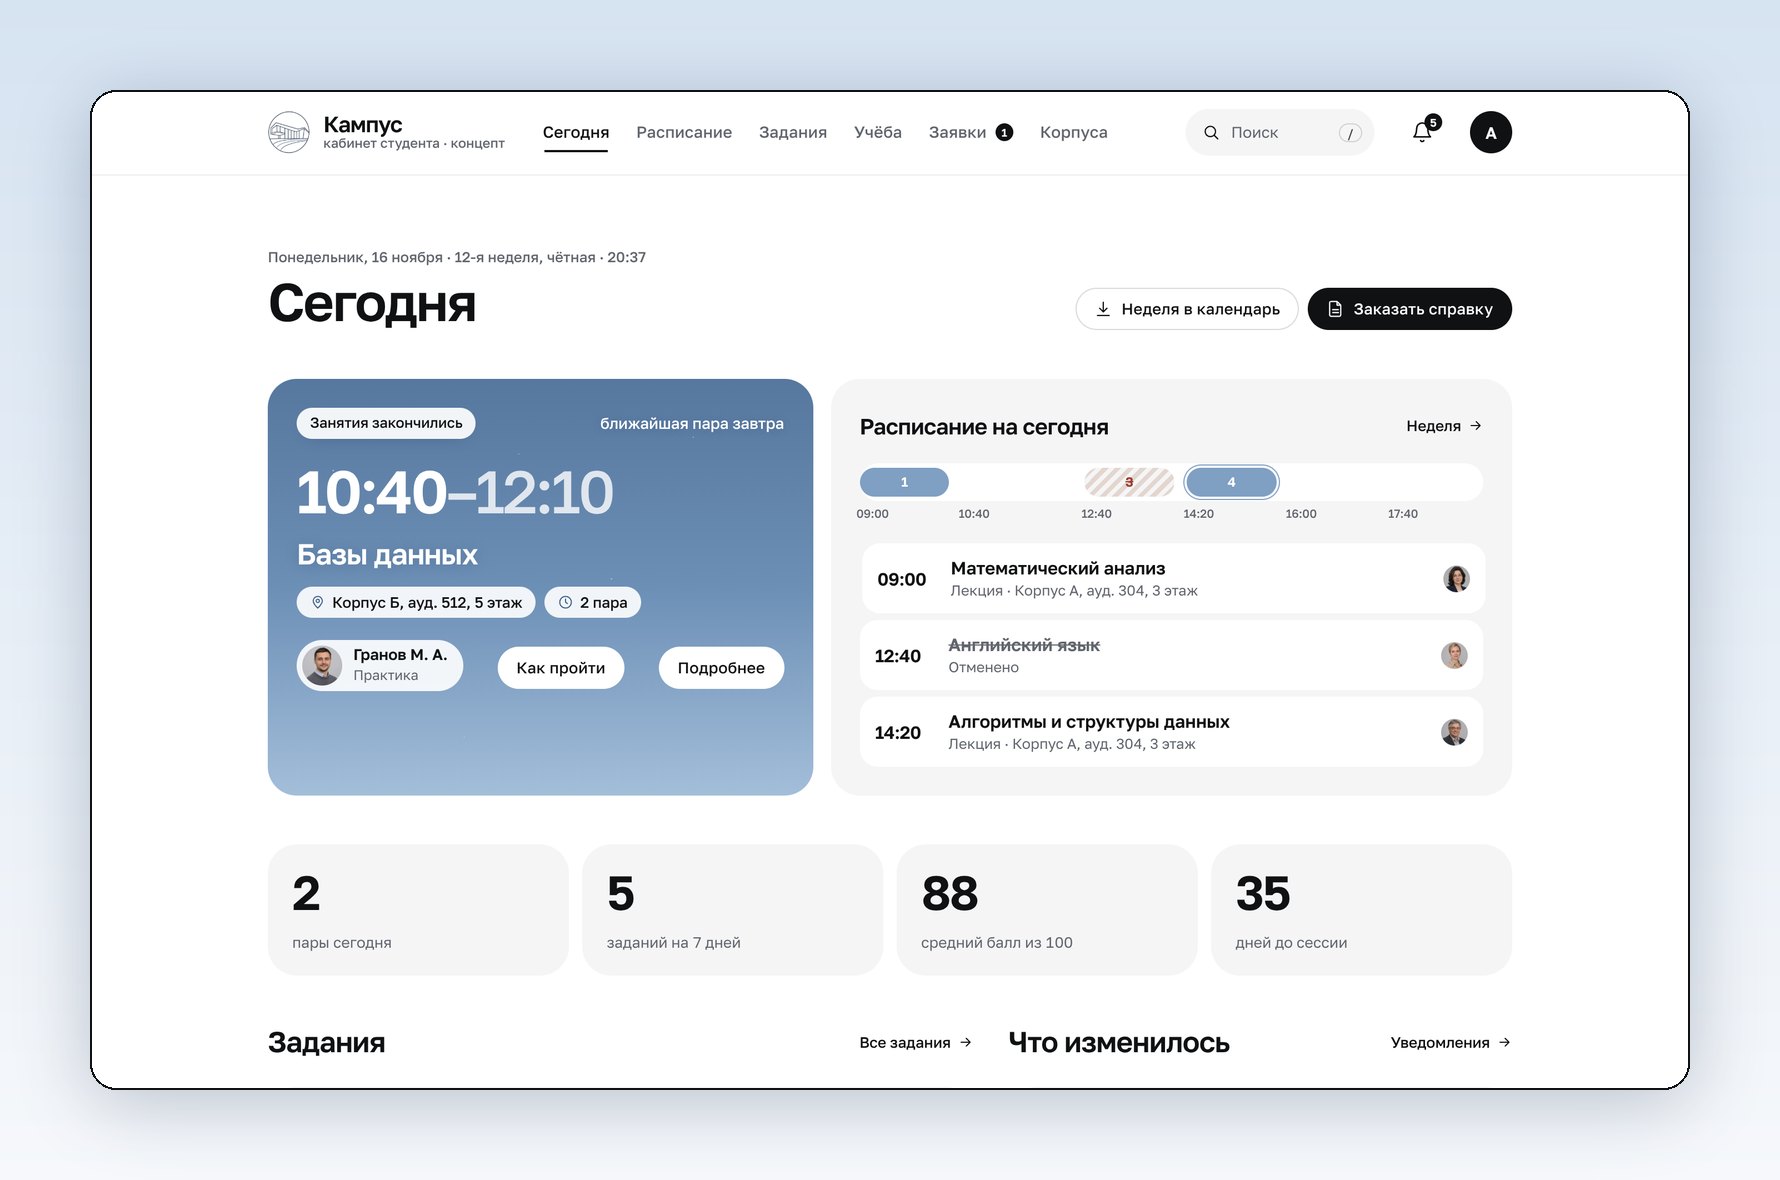 Кампус
кабинет студента · концепт
Сегодня
Расписание
Задания
Учёба
Заявки 1
Корпуса
Поиск /
5
А
Понедельник, 16 ноября · 12-я неделя, чётная · 20:37
Сегодня
Неделя в календарь
Заказать справку
Занятия закончились
ближайшая пара завтра
10:40–12:10
Базы данных
Корпус Б, ауд. 512, 5 этаж
2 пара
Гранов М. А.
Практика
Как пройти
Подробнее
Расписание на сегодня
Неделя →
1
3
4
09:00
10:40
12:40
14:20
16:00
17:40
09:00
Математический анализ
Лекция · Корпус А, ауд. 304, 3 этаж
12:40
Английский язык
Отменено
14:20
Алгоритмы и структуры данных
Лекция · Корпус А, ауд. 304, 3 этаж
2
пары сегодня
5
заданий на 7 дней
88
средний балл из 100
35
дней до сессии
Задания
Все задания →
Что изменилось
Уведомления →